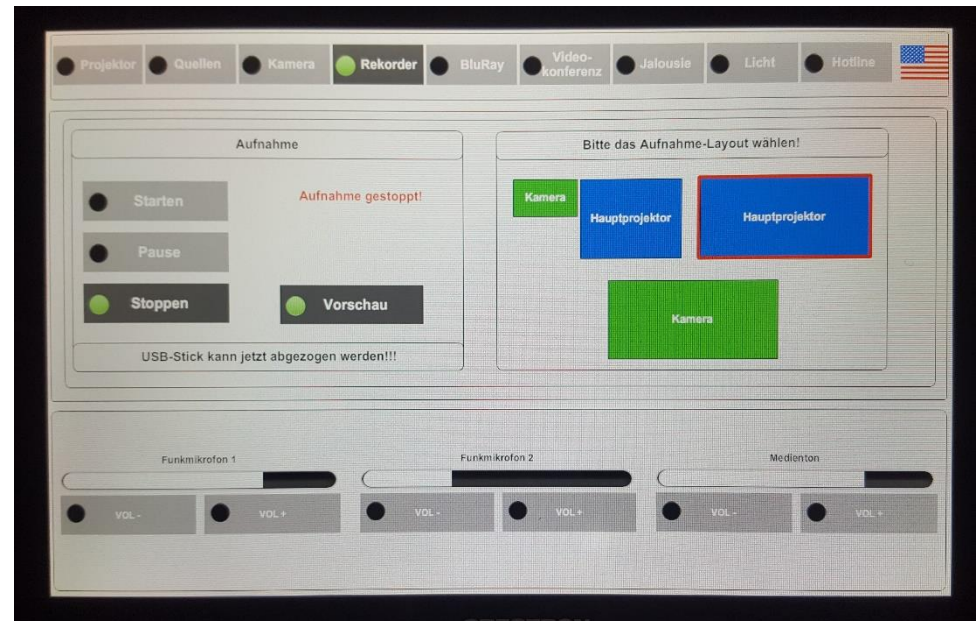 Projektor
Quellen
Kamera
Rekorder
BluRay
Video-
konferenz
Jalousie
Licht
Hotline
Aufnahme
Bitte das Aufnahme-Layout wählen!
Starten
Aufnahme gestoppt!
Kamera
Hauptprojektor
Hauptprojektor
Pause
Stoppen
Vorschau
Kamera
USB-Stick kann jetzt abgezogen werden!!!
Funkmikrofon 1
Funkmikrofon 2
Medienton
VOL -
VOL +
VOL -
VOL +
VOL -
VOL +